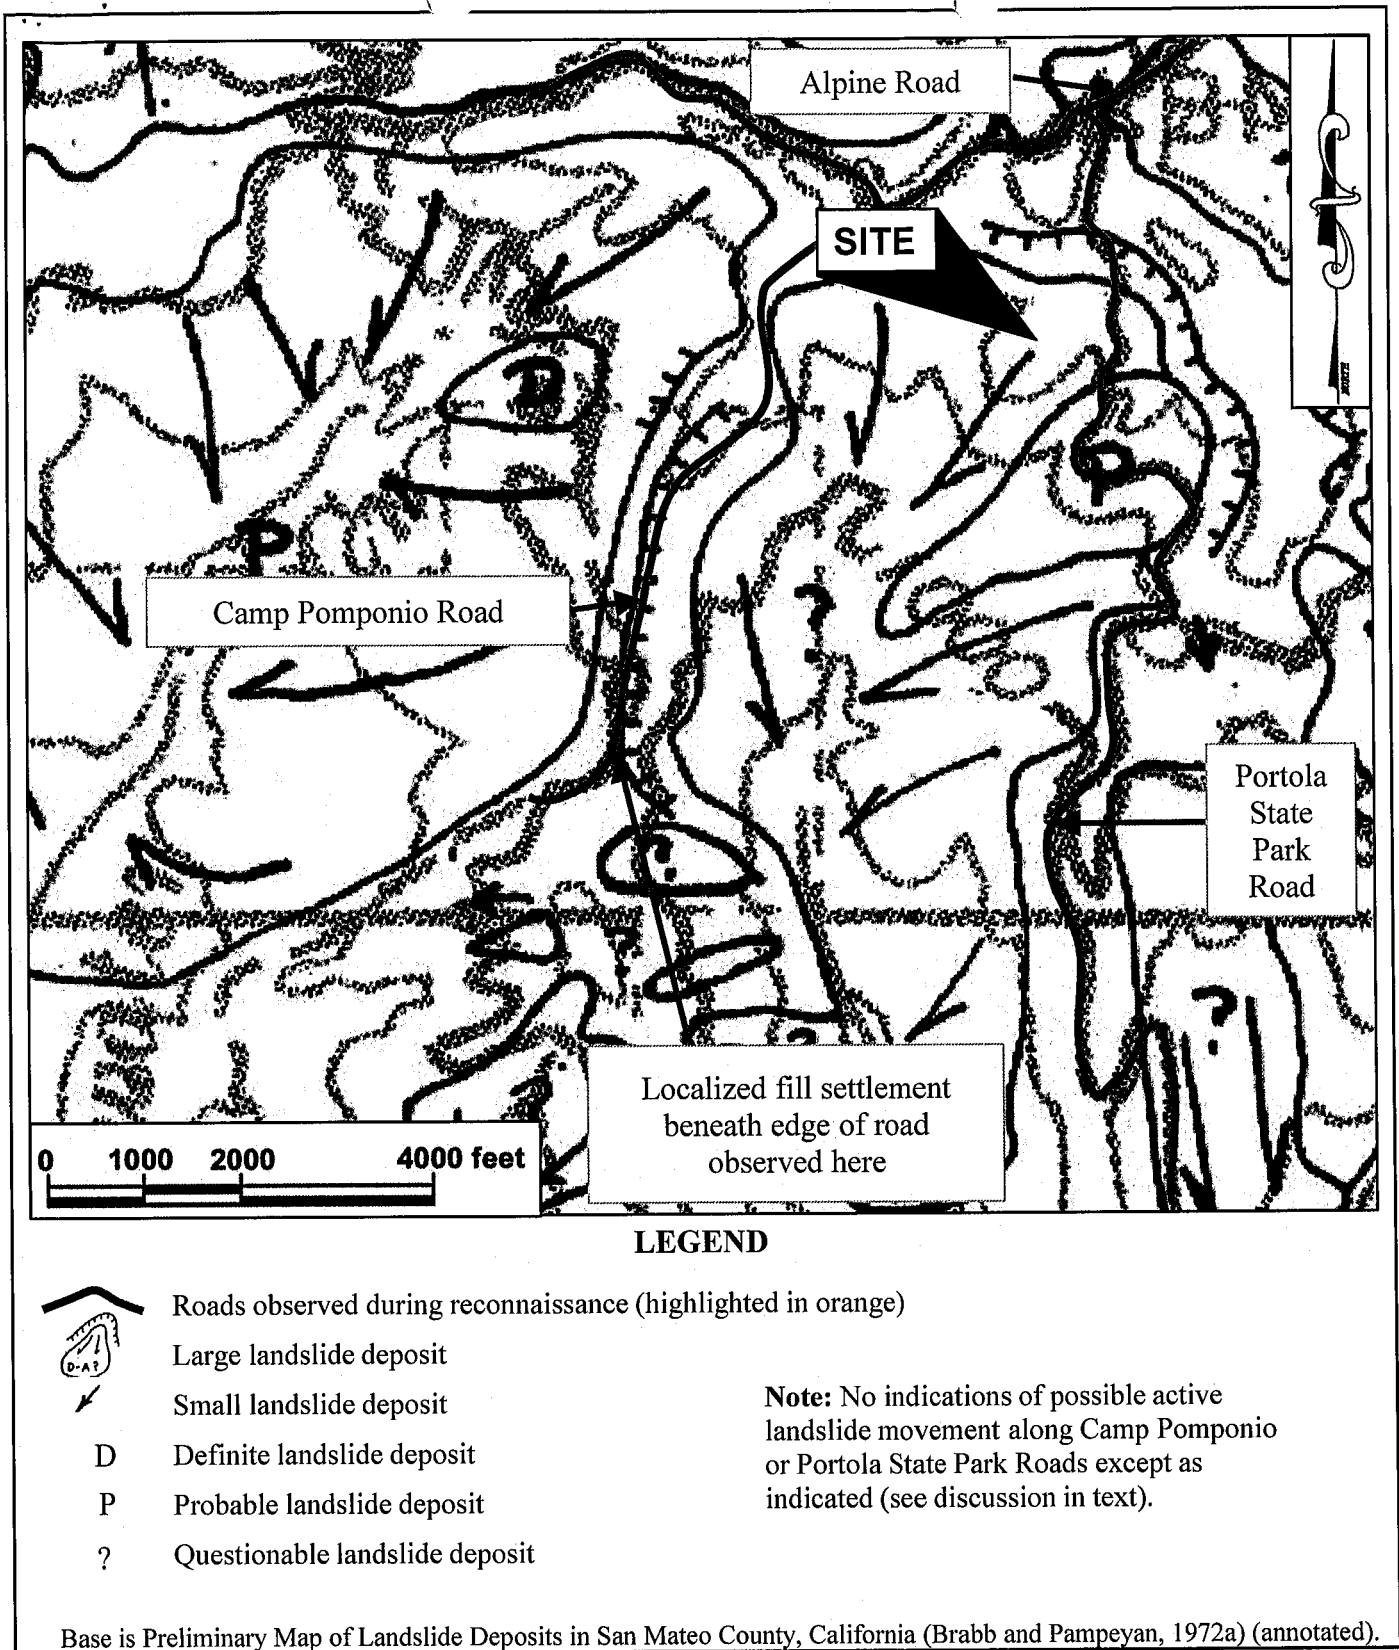 Alpine Road
SITE
NORTH
D
P
P
?
Camp Pomponio Road
Portola
State
Park
Road
?
?
?
?
Localized fill settlement
beneath edge of road
observed here
0 1000 2000 4000 feet
LEGEND
Roads observed during reconnaissance (highlighted in orange)
D-A?
Large landslide deposit
Small landslide deposit
D Definite landslide deposit
P Probable landslide deposit
? Questionable landslide deposit
Note: No indications of possible active
landslide movement along Camp Pomponio
or Portola State Park Roads except as
indicated (see discussion in text).
Base is Preliminary Map of Landslide Deposits in San Mateo County, California (Brabb and Pampeyan, 1972a) (annotated).